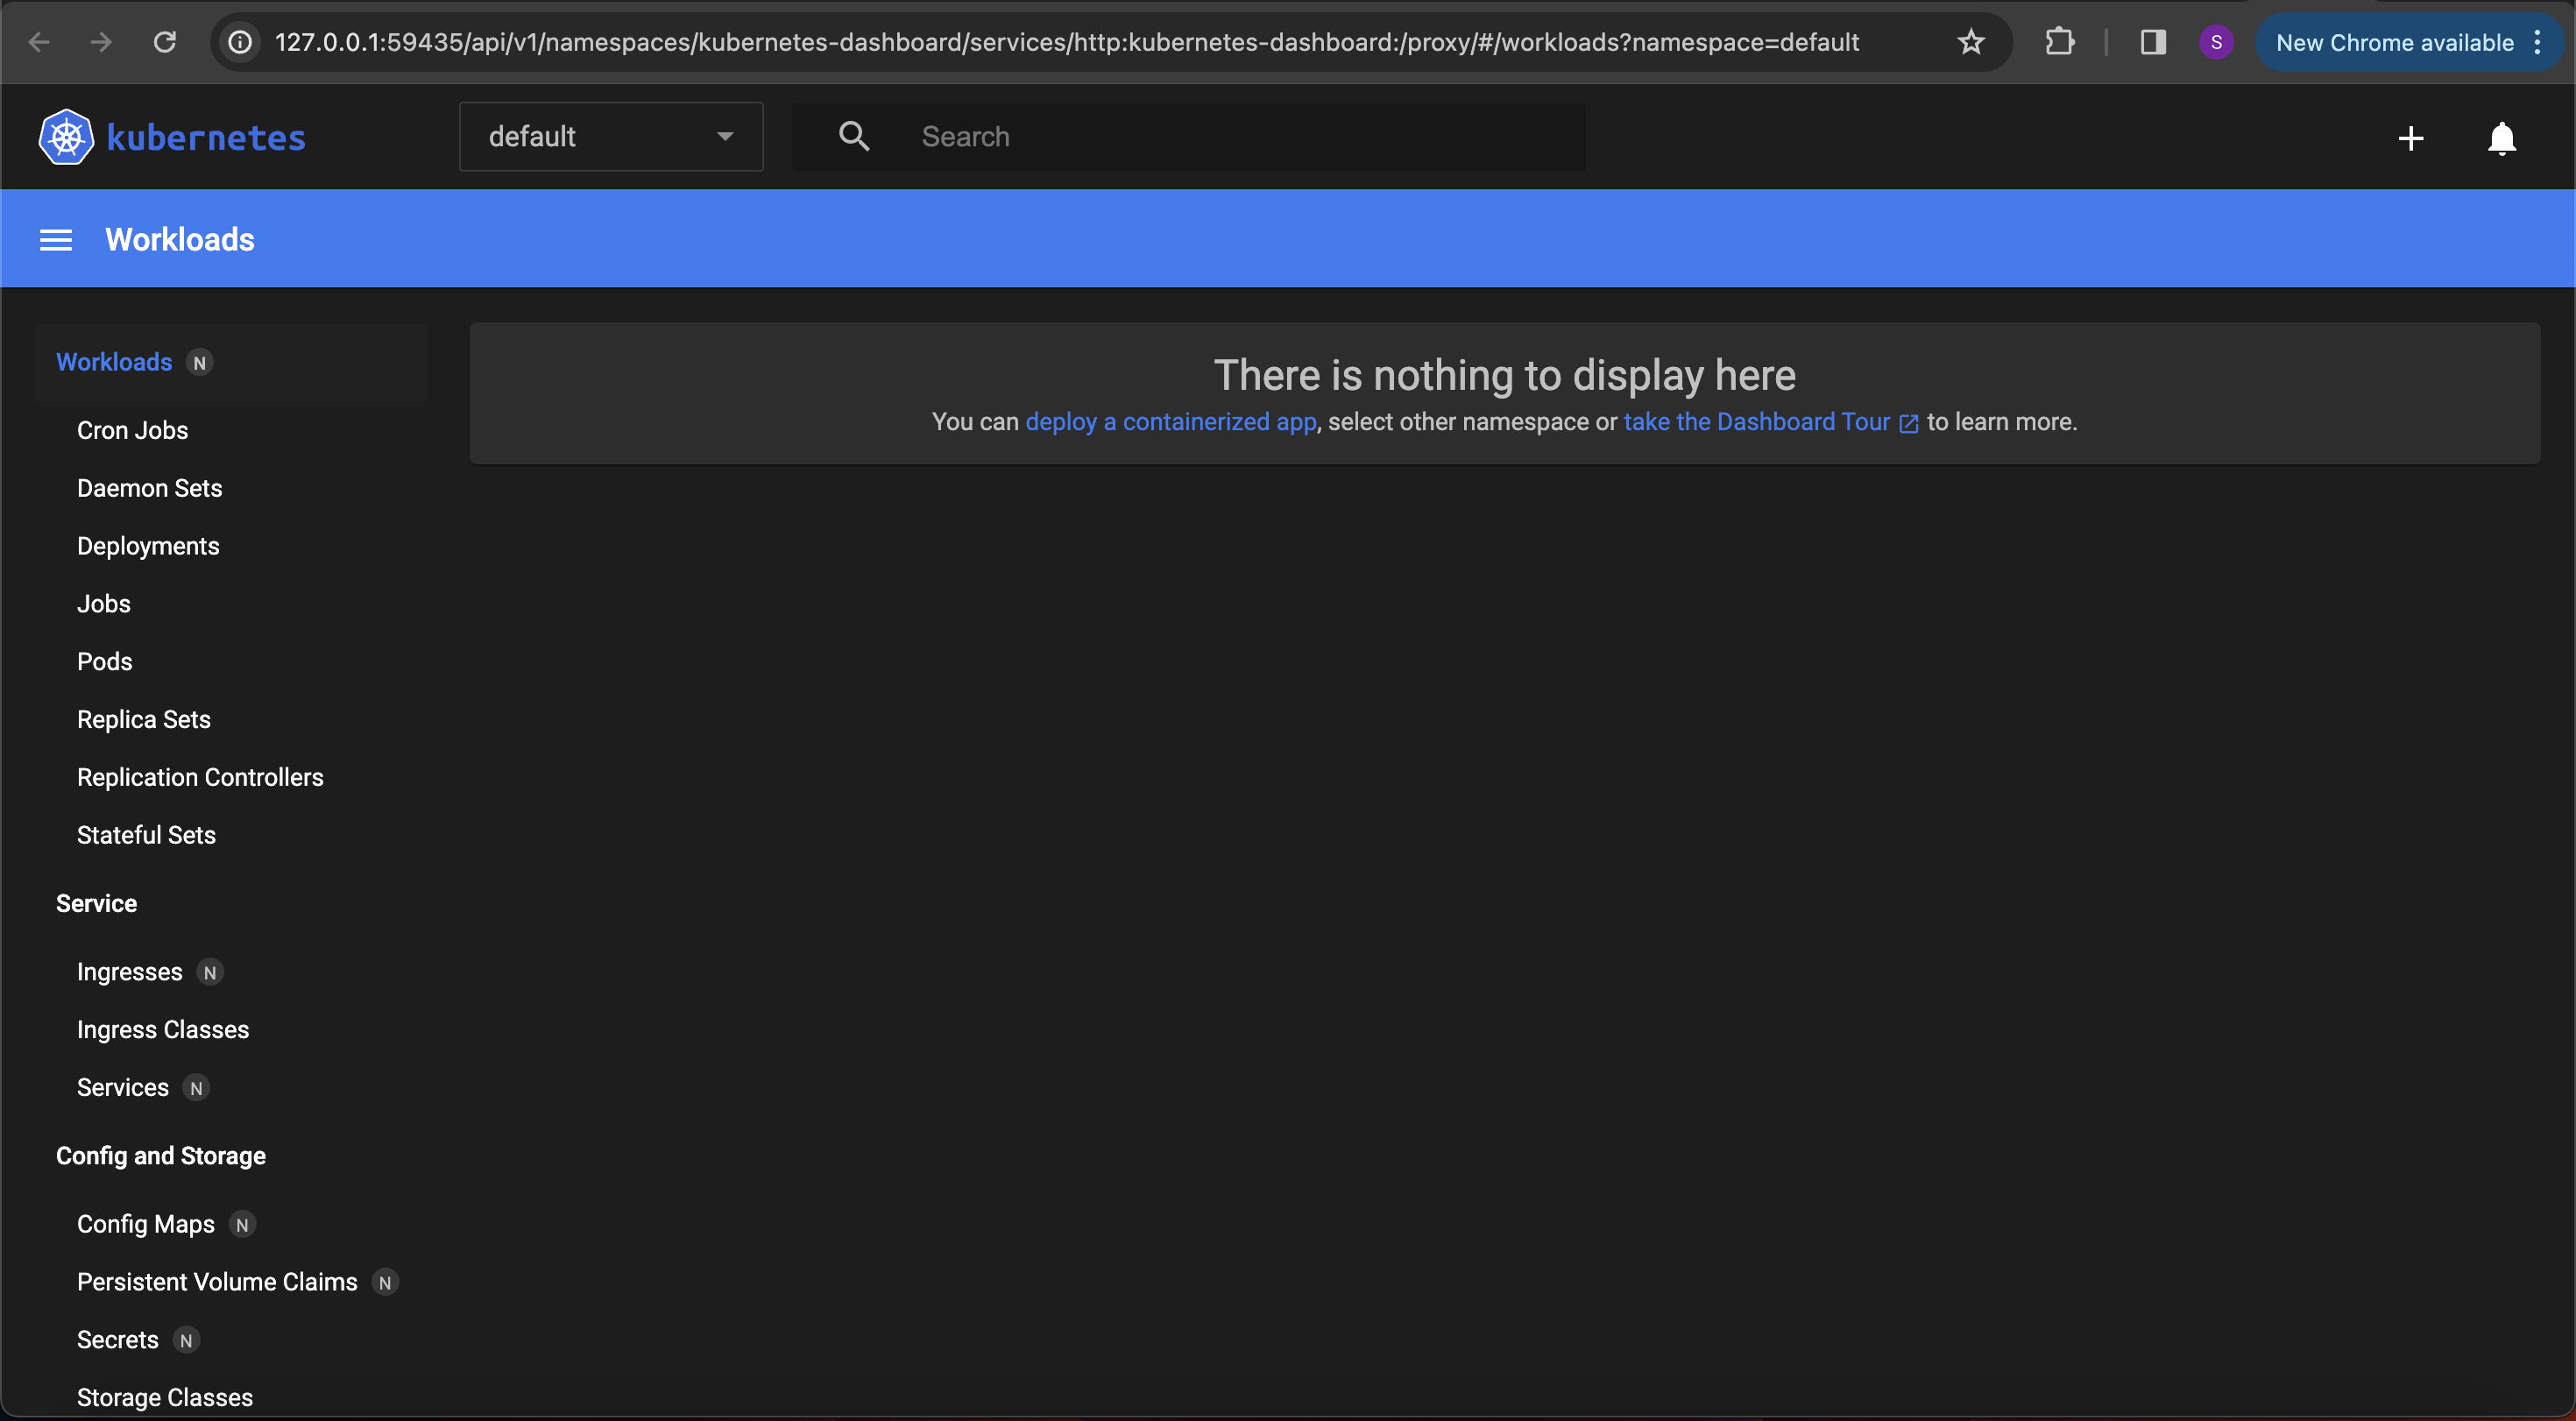 127.0.0.1:59435/api/v1/namespaces/kubernetes-dashboard/services/http:kubernetes-dashboard:/proxy/#/workloads?namespace=default
S
New Chrome available
kubernetes
default
Search
Workloads
Workloads N
Cron Jobs
Daemon Sets
Deployments
Jobs
Pods
Replica Sets
Replication Controllers
Stateful Sets
Service
Ingresses N
Ingress Classes
Services N
Config and Storage
Config Maps N
Persistent Volume Claims N
Secrets N
Storage Classes
There is nothing to display here
You can deploy a containerized app, select other namespace or take the Dashboard Tour to learn more.